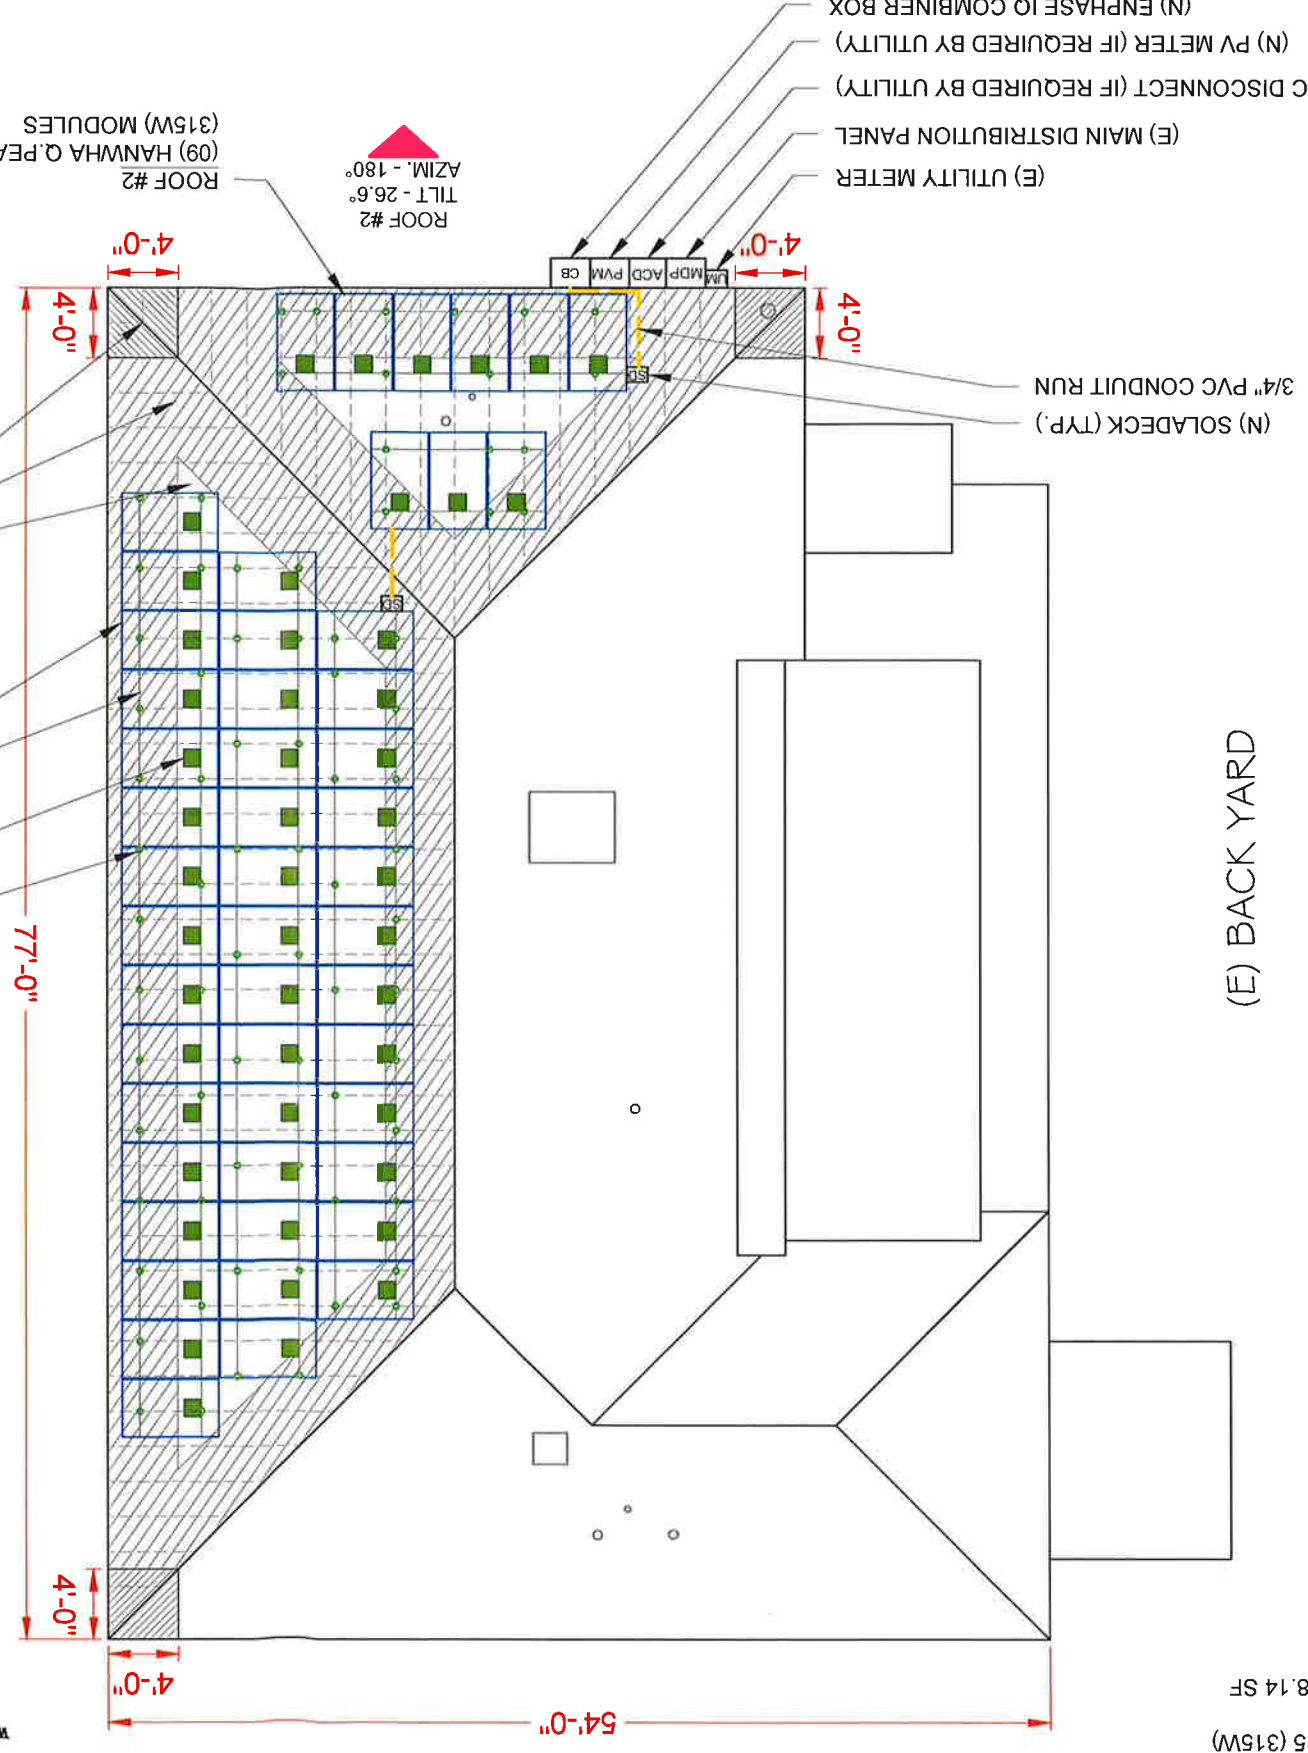 5 (315W)
8.14 SF
54'-0"
4'-0"
4'-0"
77'-0"
(E) BACK YARD
(N) SOLADECK (TYP.)
3/4" PVC CONDUIT RUN
SD
SD
4'-0"
4'-0"
4'-0"
4'-0"
UM
MDP
ACD
PVM
CB
(E) UTILITY METER
(E) MAIN DISTRIBUTION PANEL
C DISCONNECT (IF REQUIRED BY UTILITY)
(N) PV METER (IF REQUIRED BY UTILITY)
(N) ENPHASE IQ COMBINER BOX
ROOF #2
TILT - 26.6°
AZIM. - 180°
ROOF #2
(09) HANWHA Q.PEA
(315W) MODULES